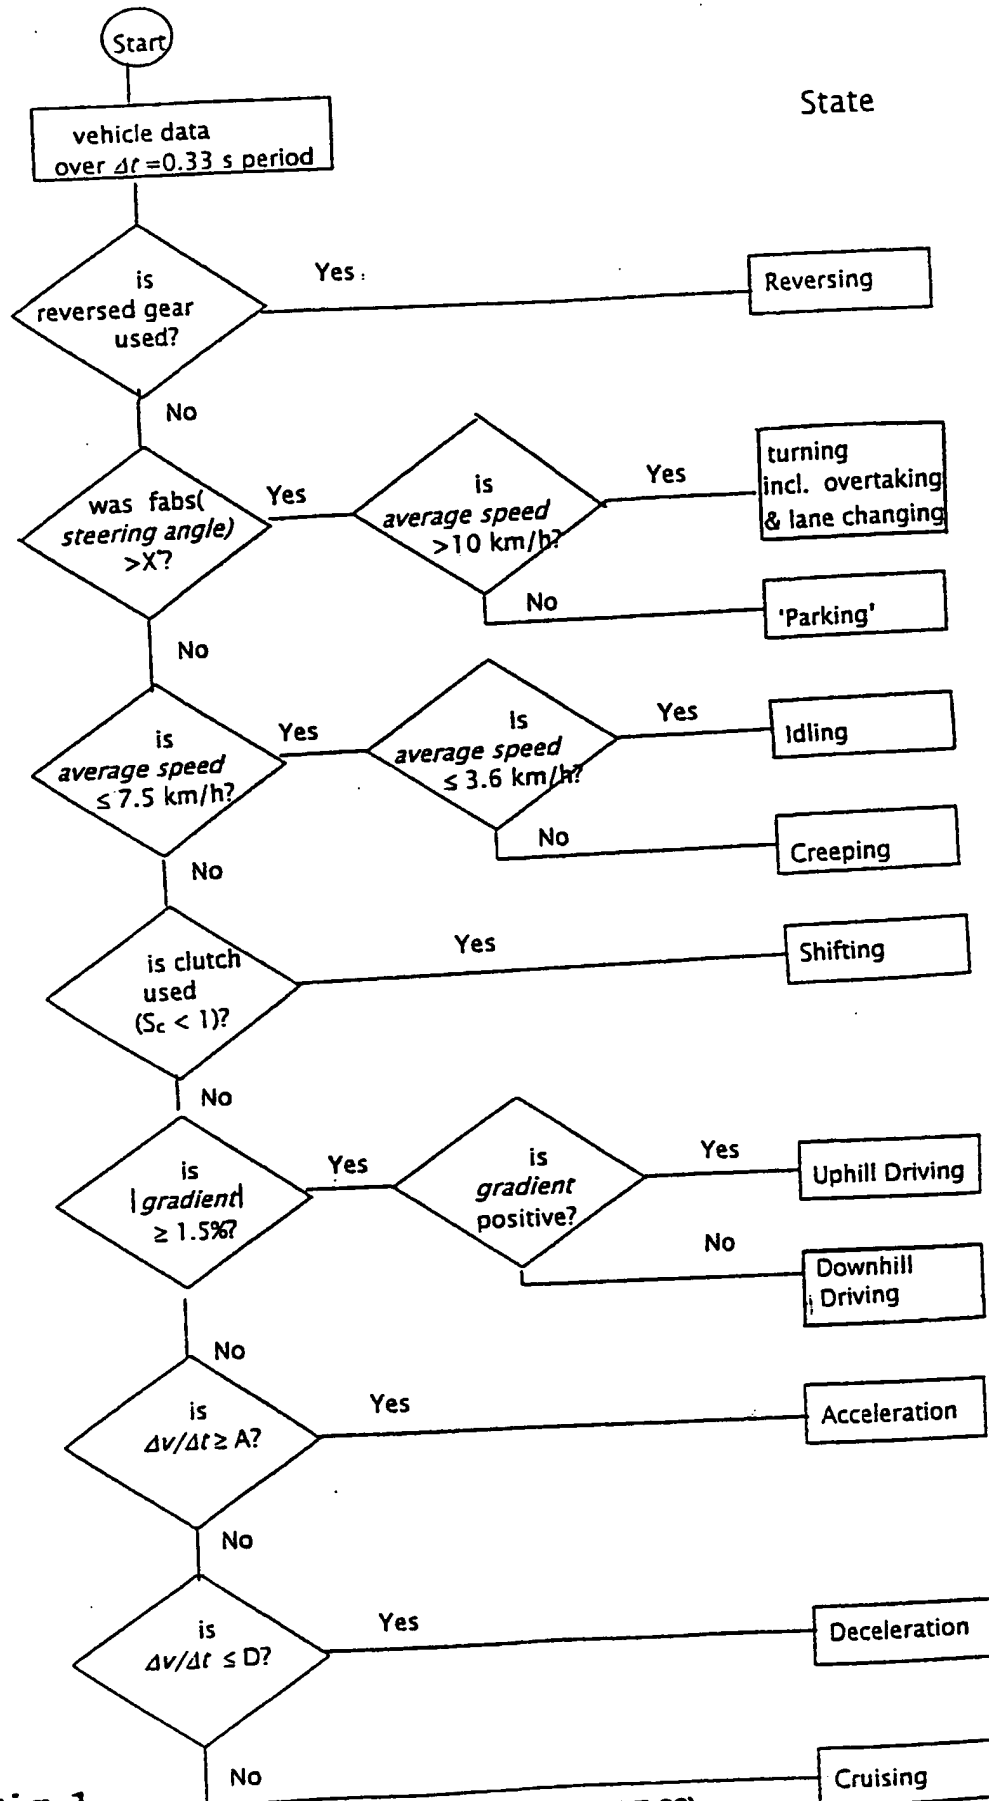 Start
State
vehicle data
over Δt=0.33 s period
is
reversed gear
used?
Yes
Reversing
No
was fabs(
steering angle)
>X°?
Yes
is
average speed
>10 km/h?
Yes
turning
incl. overtaking
& lane changing
No
'Parking'
No
is
average speed
≤ 7.5 km/h?
Yes
is
average speed
≤ 3.6 km/h?
Yes
Idling
No
Creeping
No
is clutch
used
(Sc < 1)?
Yes
Shifting
No
is
|gradient|
≥ 1.5%?
Yes
is
gradient
positive?
Yes
Uphill Driving
No
Downhill
Driving
No
is
Δv/Δt ≥ A?
Yes
Acceleration
No
is
Δv/Δt ≤ D?
Yes
Deceleration
No
Cruising